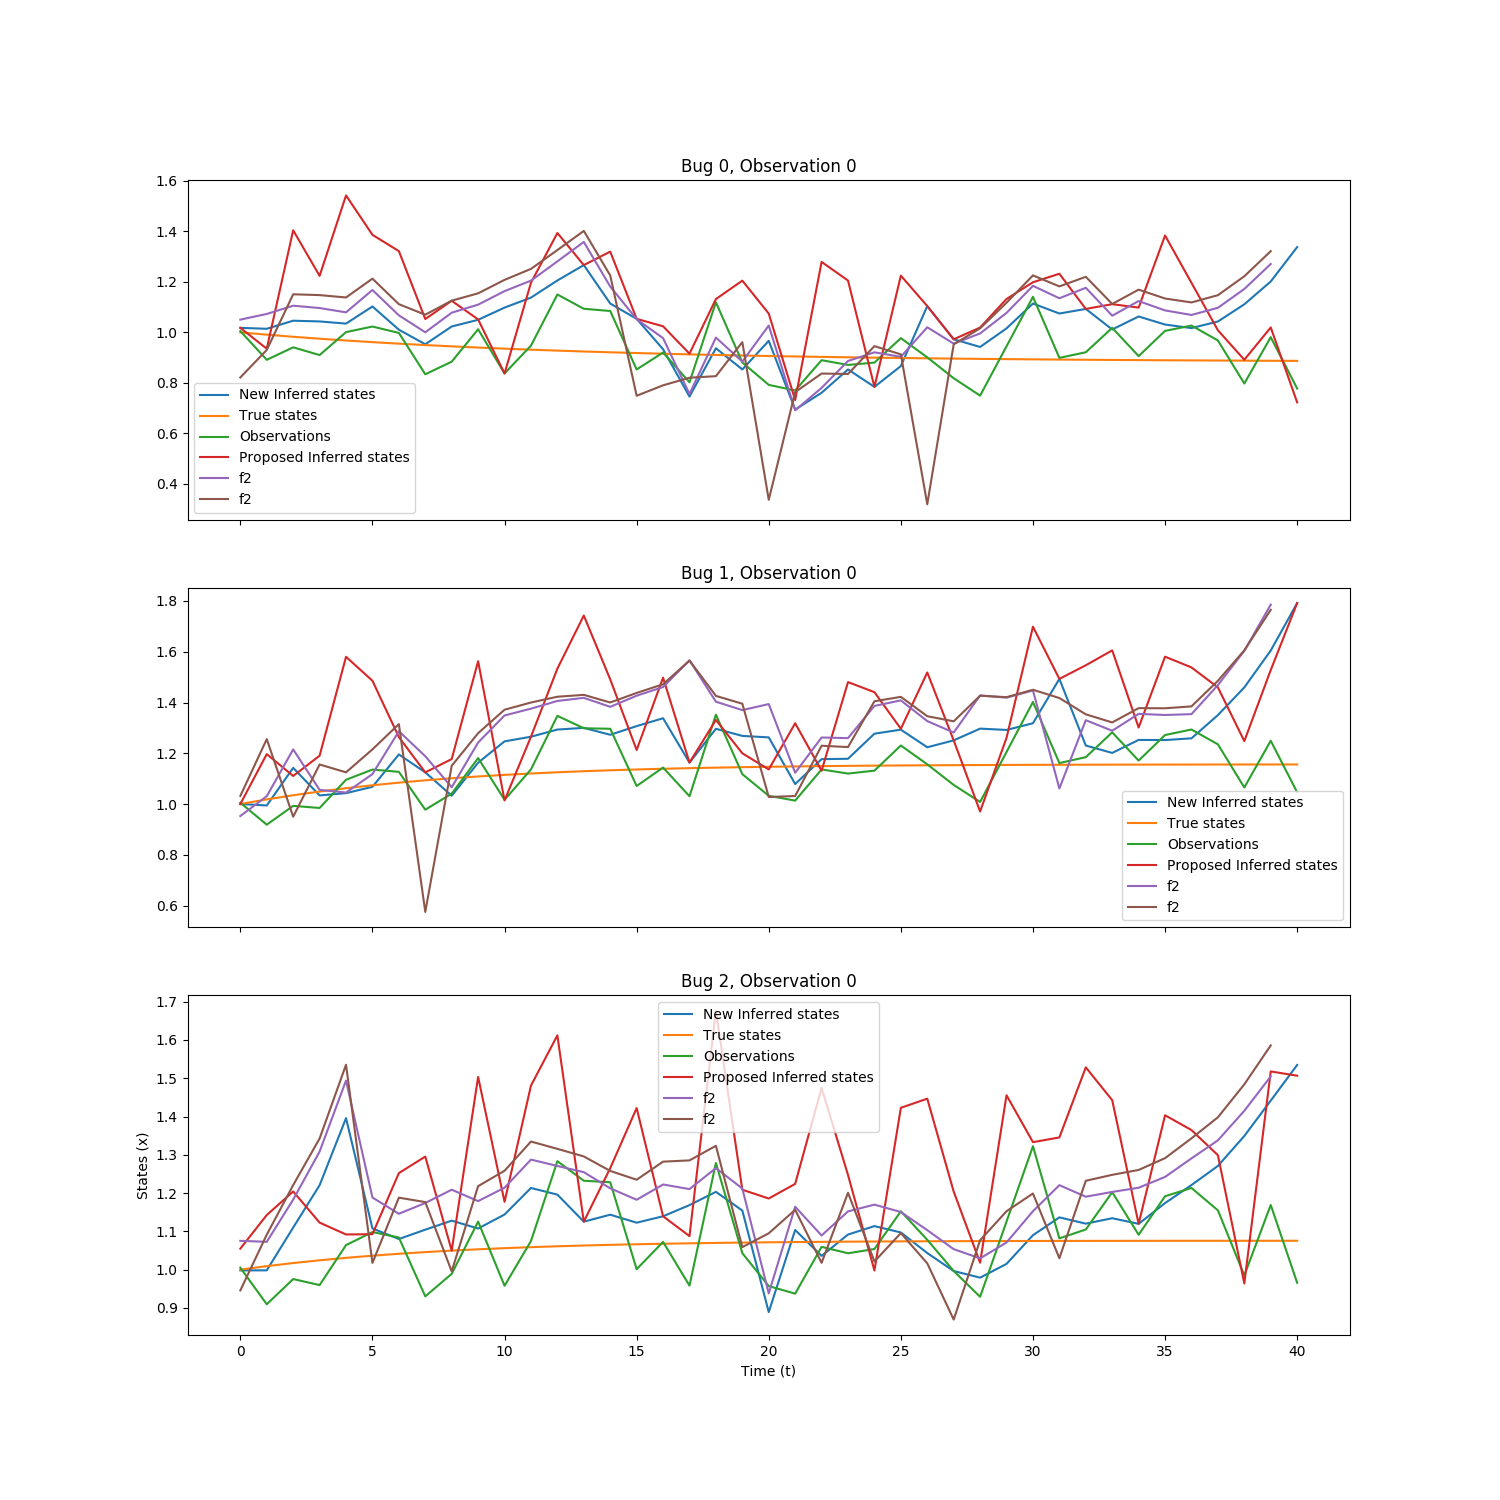 Bug 0, Observation 0
1.6
1.4
1.2
1.0
0.8
0.6
0.4
New Inferred states
True states
Observations
Proposed Inferred states
f2
f2
Bug 1, Observation 0
1.8
1.6
1.4
1.2
1.0
0.8
0.6
New Inferred states
True states
Observations
Proposed Inferred states
f2
f2
Bug 2, Observation 0
1.7
1.6
1.5
1.4
1.3
1.2
1.1
1.0
0.9
States (x)
New Inferred states
True states
Observations
Proposed Inferred states
f2
f2
0 5 10 15 20 25 30 35 40
Time (t)